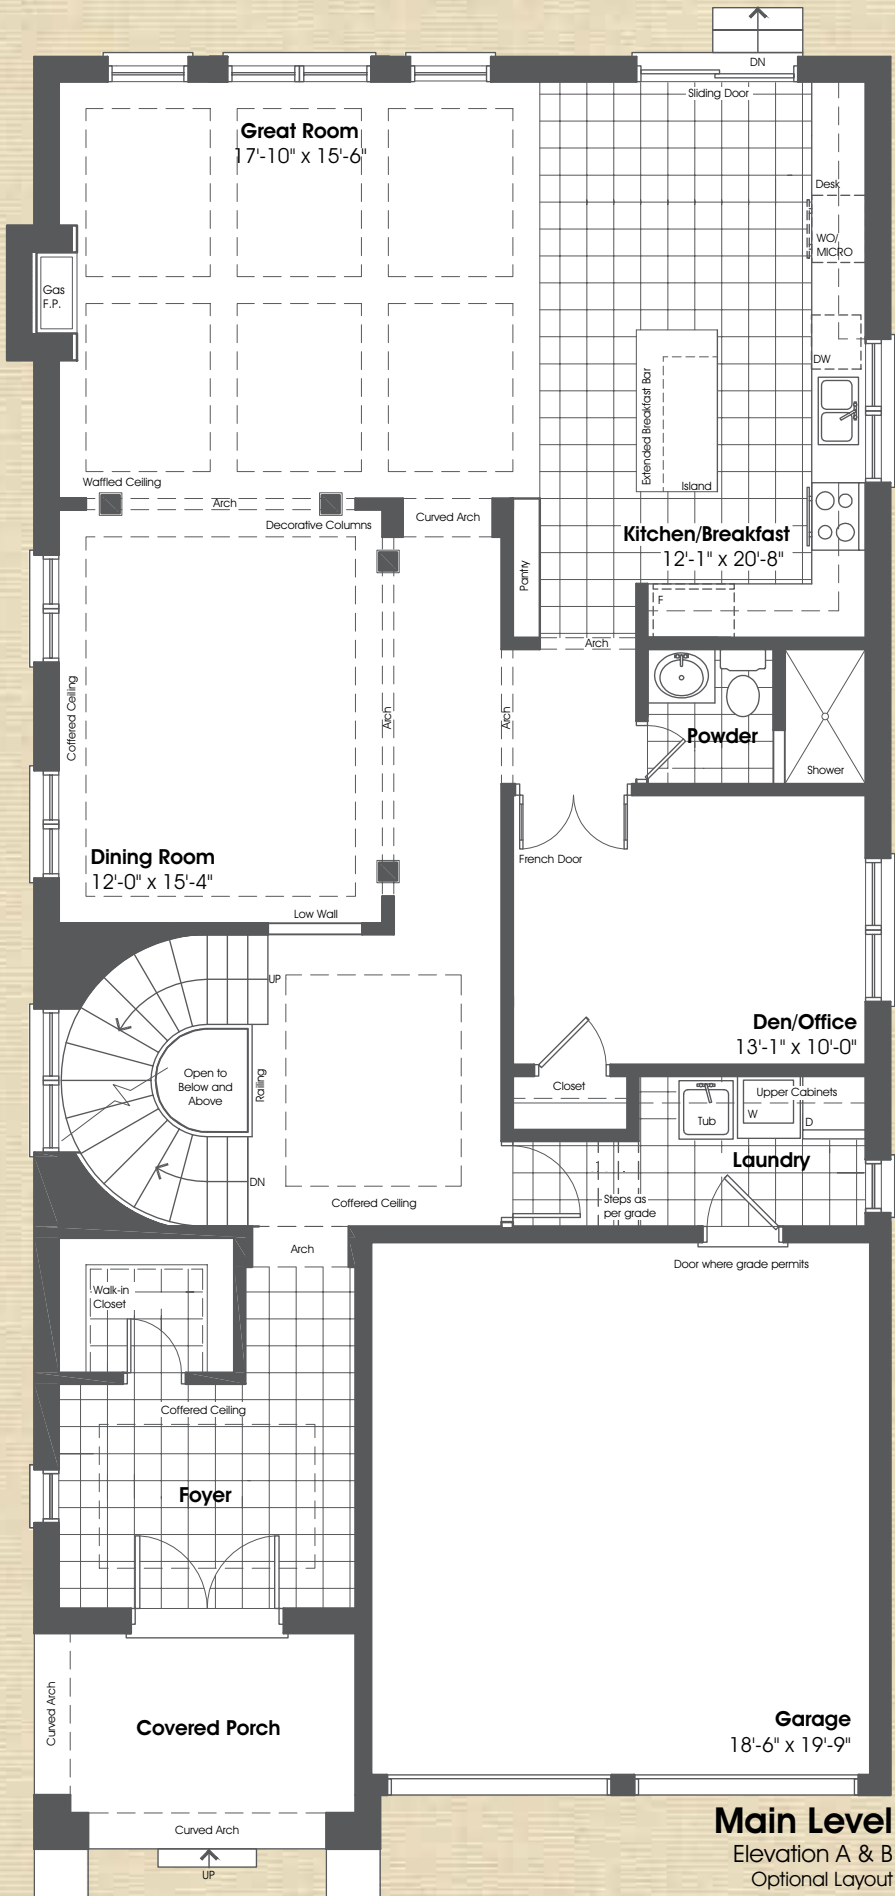 DN
Sliding Door
Great Room
17'-10" x 15'-6"
Desk
WO/
MICRO
Gas
F.P.
DW
Extended Breakfast Bar
Island
Waffled Ceiling
Arch
Decorative Columns
Curved Arch
Kitchen/Breakfast
12'-1" x 20'-8"
Pantry
F
Arch
Coffered Ceiling
Arch
Arch
Powder
Shower
Dining Room
12'-0" x 15'-4"
French Door
Low Wall
UP
Open to
Below and
Above
Railing
Den/Office
13'-1" x 10'-0"
Closet
Upper Cabinets
Tub
W
D
Laundry
DN
Coffered Ceiling
Steps as
per grade
Arch
Door where grade permits
Walk-in
Closet
Coffered Ceiling
Foyer
Curved Arch
Covered Porch
Garage
18'-6" x 19'-9"
Curved Arch
UP
Main Level
Elevation A & B
Optional Layout